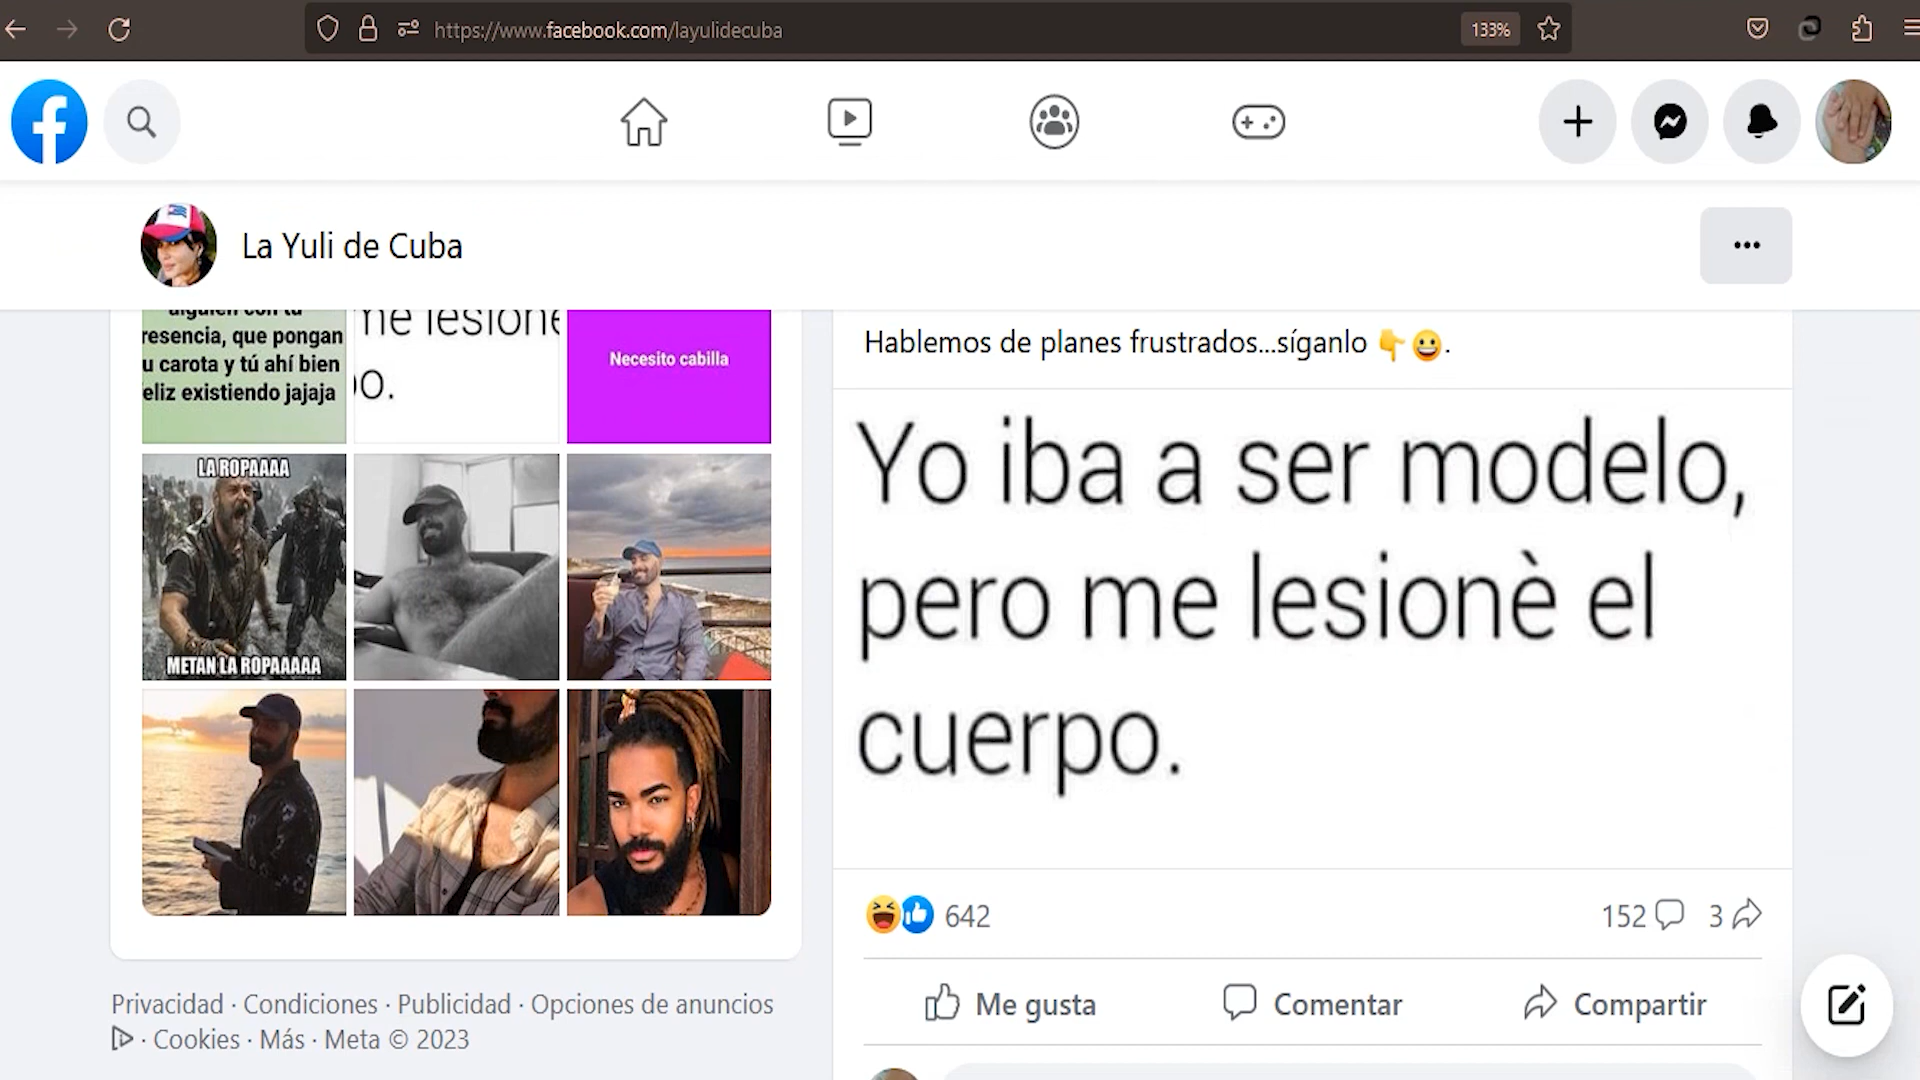 https://www.facebook.com/layulidecuba
133%
La Yuli de Cuba
resencia, que pongan
u carota y tú ahí bien
eliz existiendo jajaja
me lesione
o.
Necesito cabilla
LA ROPAAAA
METAN LA ROPAAAAA
Privacidad · Condiciones · Publicidad · Opciones de anuncios
· Cookies · Más · Meta © 2023
Hablemos de planes frustrados...síganlo 👇😀.
Yo iba a ser modelo,
pero me lesionè el
cuerpo.
642
152
3
Me gusta
Comentar
Compartir